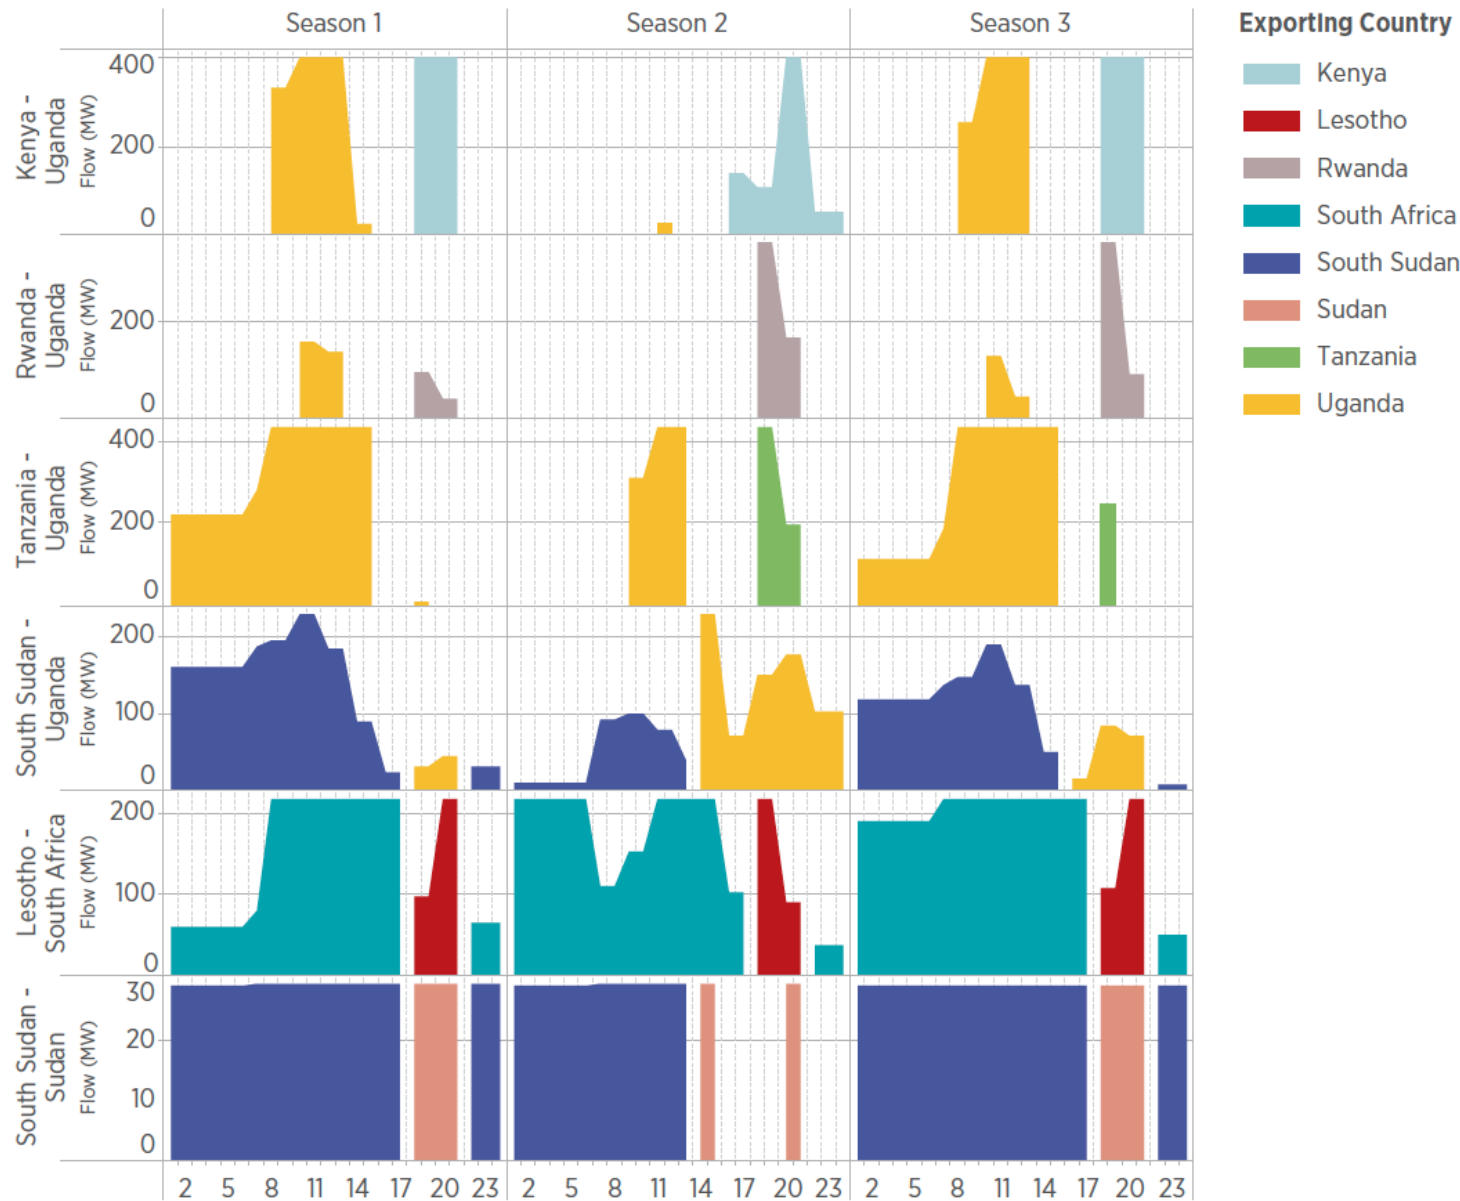 Season 1 Season 2 Season 3
Exporting Country
Kenya
Lesotho
Rwanda
South Africa
South Sudan
Sudan
Tanzania
Uganda
Kenya -
Uganda
Flow (MW)
400
200
0
Rwanda -
Uganda
Flow (MW)
200
0
Tanzania -
Uganda
Flow (MW)
400
200
0
South Sudan -
Uganda
Flow (MW)
200
100
0
Lesotho -
South Africa
Flow (MW)
200
100
0
South Sudan -
Sudan
Flow (MW)
30
20
10
0
2 5 8 11 14 17 20 23 2 5 8 11 14 17 20 23 2 5 8 11 14 17 20 23